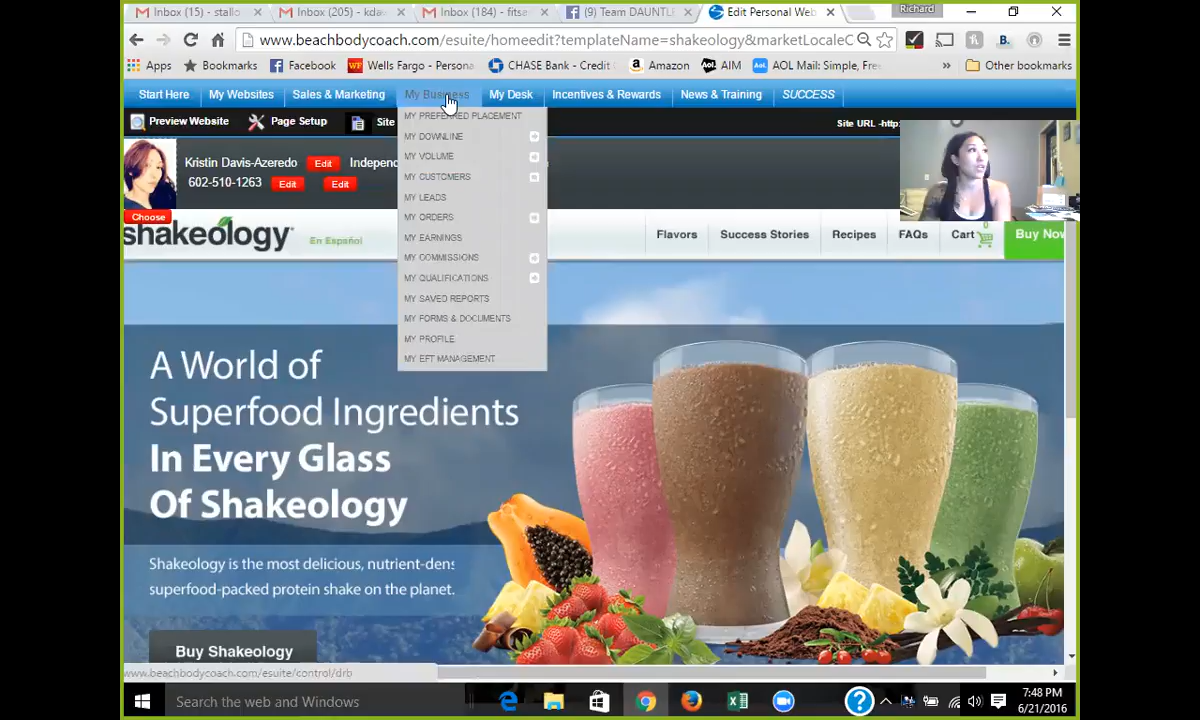 Inbox (15) - stallo
Inbox (205) - kdav
Inbox (184) - fitsa
(9) Team DAUNTL
Edit Personal Web
Richard
www.beachbodycoach.com/esuite/homeedit?templateName=shakeology&marketLocaleC
Apps
Bookmarks
Facebook
Wells Fargo - Persona
CHASE Bank - Credit
Amazon
AIM
AOL Mail: Simple, Fre
»
Other bookmarks
Start Here
My Websites
Sales & Marketing
My Business
My Desk
Incentives & Rewards
News & Training
SUCCESS
Preview Website
Page Setup
Site
Site URL -http:
MY PREFERRED PLACEMENT
MY DOWNLINE
MY VOLUME
MY CUSTOMERS
MY LEADS
MY ORDERS
MY EARNINGS
MY COMMISSIONS
MY QUALIFICATIONS
MY SAVED REPORTS
MY FORMS & DOCUMENTS
MY PROFILE
MY EFT MANAGEMENT
Kristin Davis-Azeredo
Edit
Indepen
602-510-1263
Edit
Edit
Choose
shakeology
En Español
Flavors
Success Stories
Recipes
FAQs
Cart
0
Buy Now
A World of
Superfood Ingredients
In Every Glass
Of Shakeology
Shakeology is the most delicious, nutrient-dens
superfood-packed protein shake on the planet.
Buy Shakeology
www.beachbodycoach.com/esuite/control/drb
Search the web and Windows
7:48 PM
6/21/2016